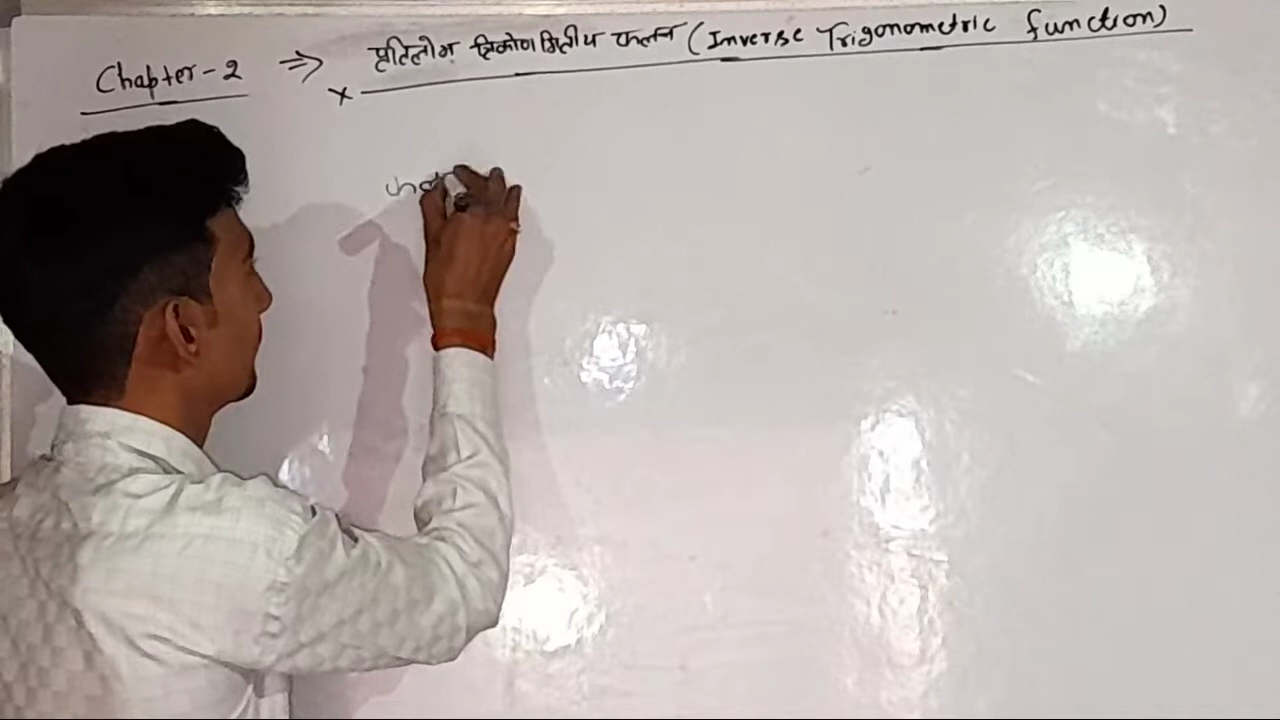 Chapter-2 ⇒ प्रतिलोम त्रिकोणमितीय फलन (Inverse Trigonometric function)